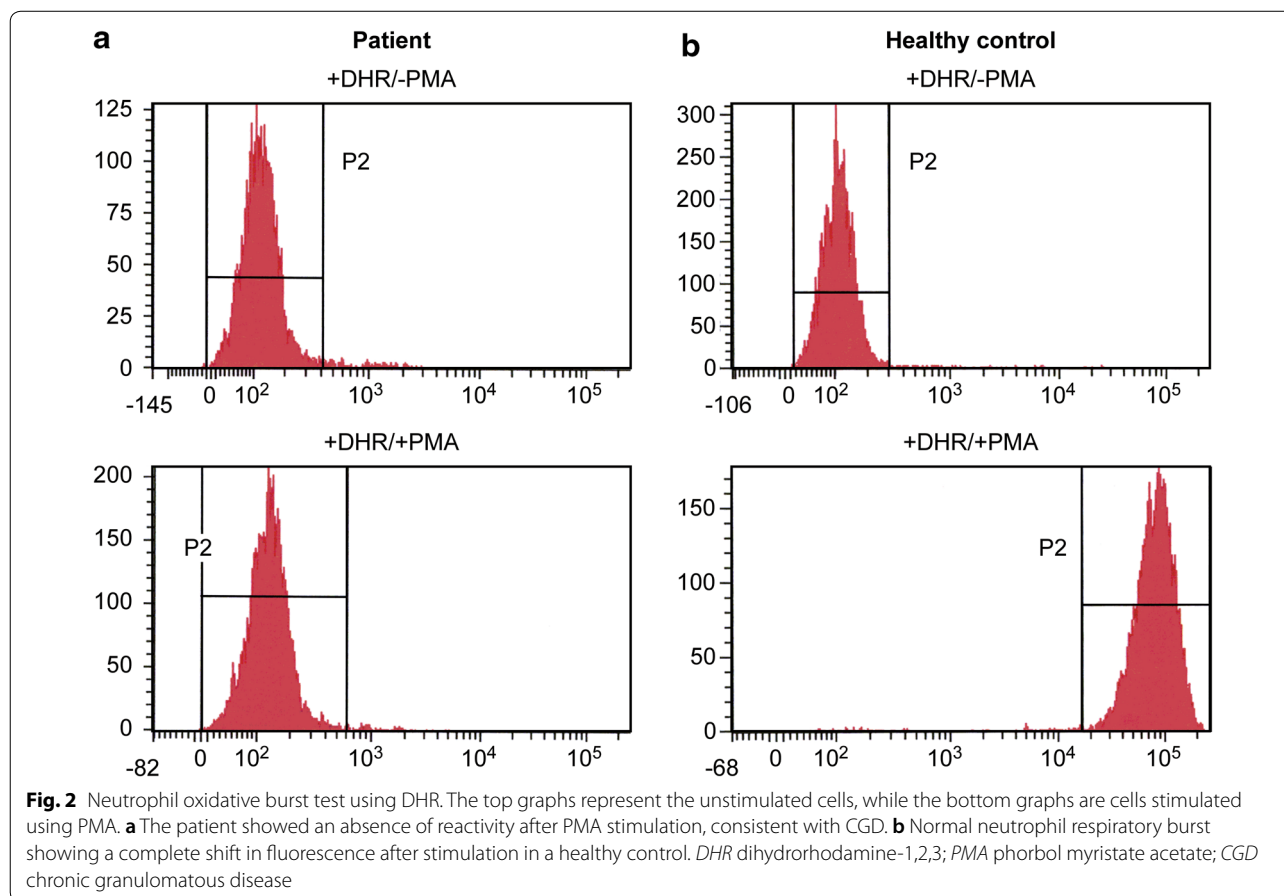 a Patient
+DHR/-PMA
125
100
75
50
25
0
P2
-145 0 10² 10³ 10⁴ 10⁵
+DHR/+PMA
200
150
100
50
0
P2
-82 0 10² 10³ 10⁴ 10⁵
b Healthy control
+DHR/-PMA
300
250
200
150
100
50
0
P2
-106 0 10² 10³ 10⁴ 10⁵
+DHR/+PMA
150
100
50
0
P2
-68 0 10² 10³ 10⁴ 10⁵
Fig. 2 Neutrophil oxidative burst test using DHR. The top graphs represent the unstimulated cells, while the bottom graphs are cells stimulated
using PMA. a The patient showed an absence of reactivity after PMA stimulation, consistent with CGD. b Normal neutrophil respiratory burst
showing a complete shift in fluorescence after stimulation in a healthy control. DHR dihydrorhodamine-1,2,3; PMA phorbol myristate acetate; CGD
chronic granulomatous disease